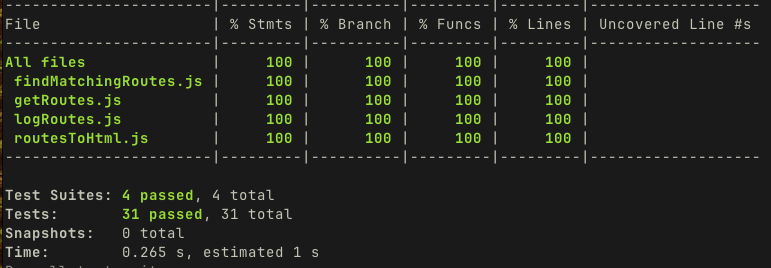 -----------------------|---------|----------|---------|---------|-------------------
File                   | % Stmts | % Branch | % Funcs | % Lines | Uncovered Line #s
-----------------------|---------|----------|---------|---------|-------------------
All files              |     100 |      100 |     100 |     100 |
 findMatchingRoutes.js |     100 |      100 |     100 |     100 |
 getRoutes.js          |     100 |      100 |     100 |     100 |
 logRoutes.js          |     100 |      100 |     100 |     100 |
 routesToHtml.js       |     100 |      100 |     100 |     100 |
-----------------------|---------|----------|---------|---------|-------------------
Test Suites: 4 passed, 4 total
Tests:       31 passed, 31 total
Snapshots:   0 total
Time:        0.265 s, estimated 1 s